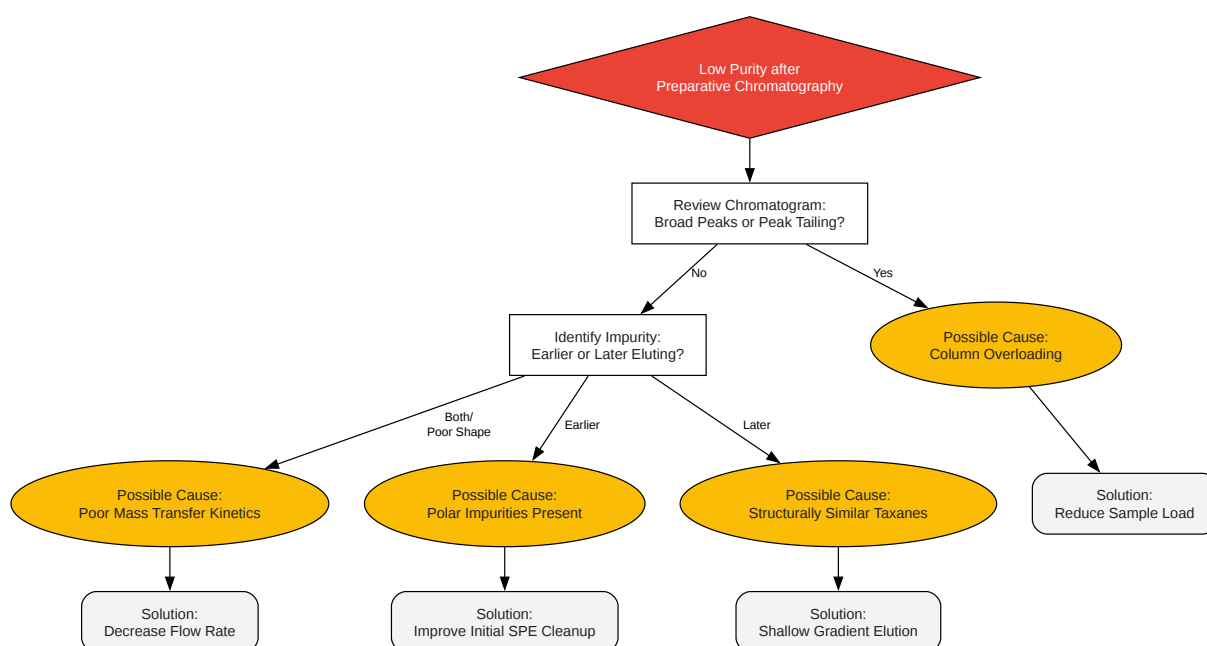 Low Purity after
Preparative Chromatography
Review Chromatogram:
Broad Peaks or Peak Tailing?
No
Yes
Identify Impurity:
Earlier or Later Eluting?
Possible Cause:
Column Overloading
Both/
Poor Shape
Earlier
Later
Possible Cause:
Poor Mass Transfer Kinetics
Possible Cause:
Polar Impurities Present
Possible Cause:
Structurally Similar Taxanes
Solution:
Reduce Sample Load
Solution:
Decrease Flow Rate
Solution:
Improve Initial SPE Cleanup
Solution:
Shallow Gradient Elution